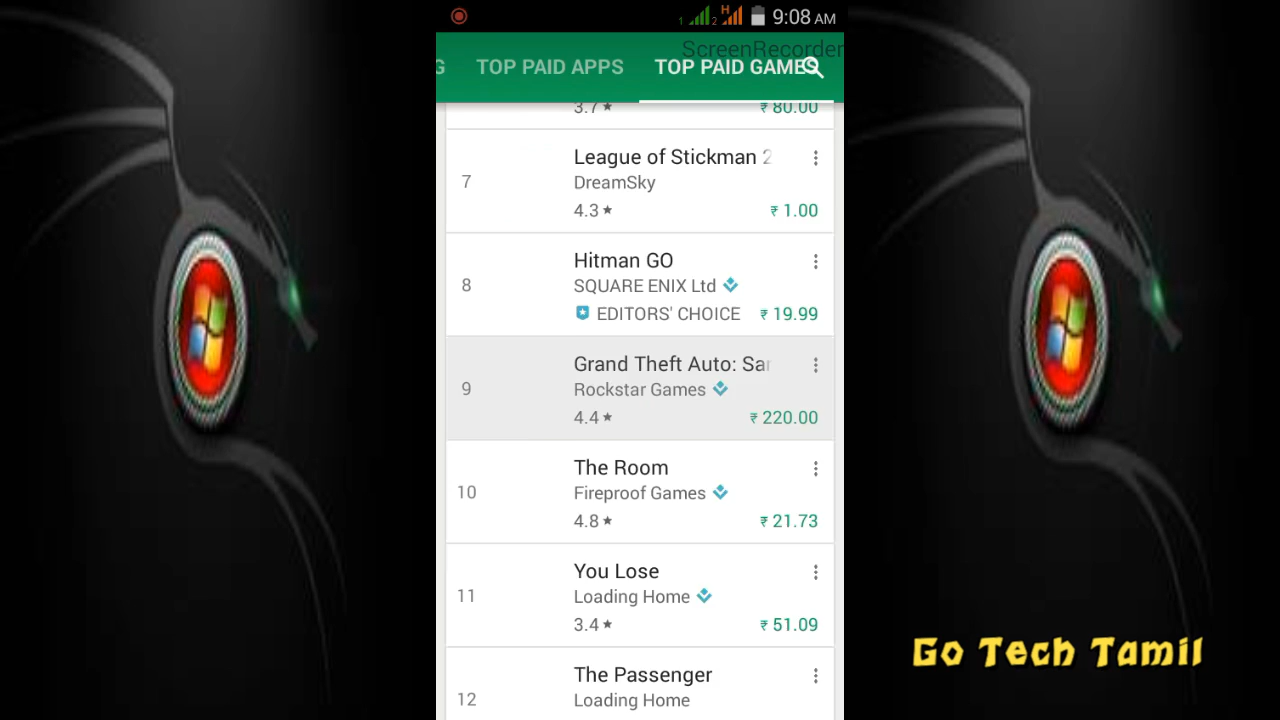 1 2 H 9:08 AM
ScreenRecorder
G TOP PAID APPS TOP PAID GAMES
3.7 ★ ₹ 80.00
7 League of Stickman 2
DreamSky
4.3 ★ ₹ 1.00
8 Hitman GO
SQUARE ENIX Ltd
EDITORS' CHOICE ₹ 19.99
9 Grand Theft Auto: Sar
Rockstar Games
4.4 ★ ₹ 220.00
10 The Room
Fireproof Games
4.8 ★ ₹ 21.73
11 You Lose
Loading Home
3.4 ★ ₹ 51.09
12 The Passenger
Loading Home
Go Tech Tamil